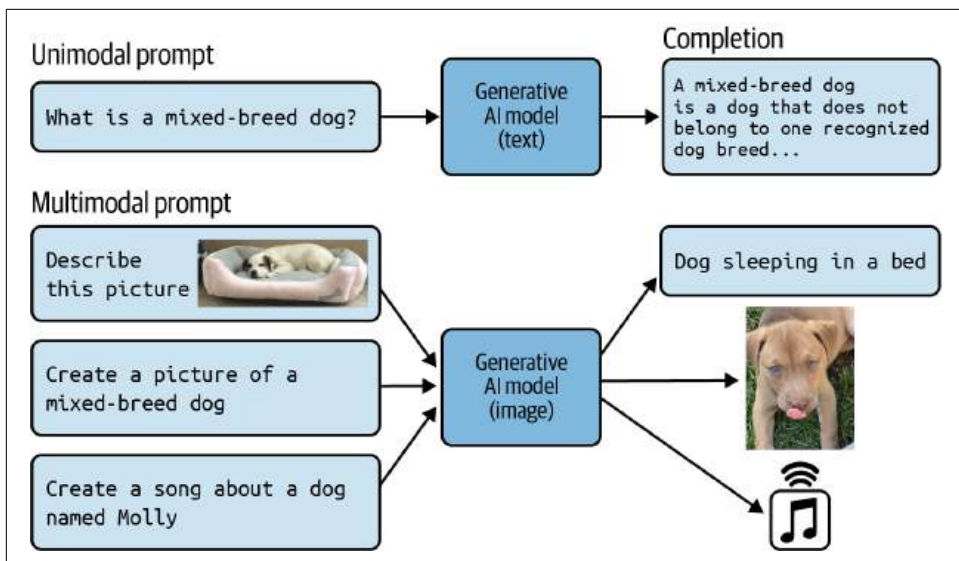 Unimodal prompt
What is a mixed-breed dog?
Generative
AI model
(text)
Completion
A mixed-breed dog
is a dog that does not
belong to one recognized
dog breed...
Multimodal prompt
Describe
this picture
Create a picture of a
mixed-breed dog
Create a song about a dog
named Molly
Generative
AI model
(image)
Dog sleeping in a bed